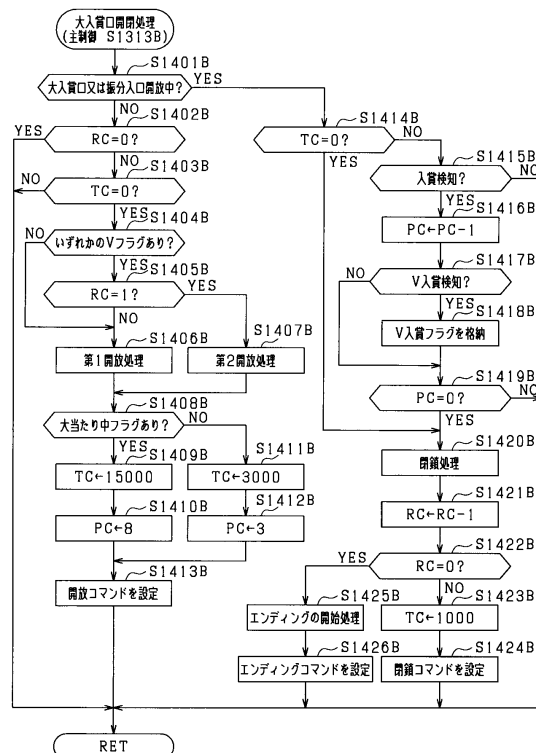 大入賞口開閉処理
(主制御 S1313B)
S1401B
大入賞口又は振分入口開放中?
YES
NO
S1402B
RC=0?
YES
NO
S1403B
TC=0?
NO
YES
S1404B
いずれかのVフラグあり?
NO
YES
S1405B
RC=1?
YES
NO
S1406B
第1開放処理
S1407B
第2開放処理
S1408B
大当たり中フラグあり?
NO
YES
S1409B
TC←15000
S1410B
PC←8
S1411B
TC←3000
S1412B
PC←3
S1413B
開放コマンドを設定
S1414B
TC=0?
NO
YES
S1415B
入賞検知?
NO
YES
S1416B
PC←PC-1
S1417B
V入賞検知?
NO
YES
S1418B
V入賞フラグを格納
S1419B
PC=0?
NO
YES
S1420B
閉鎖処理
S1421B
RC←RC-1
S1422B
RC=0?
YES
NO
S1425B
エンディングの開始処理
S1426B
エンディングコマンドを設定
S1423B
TC←1000
S1424B
閉鎖コマンドを設定
RET